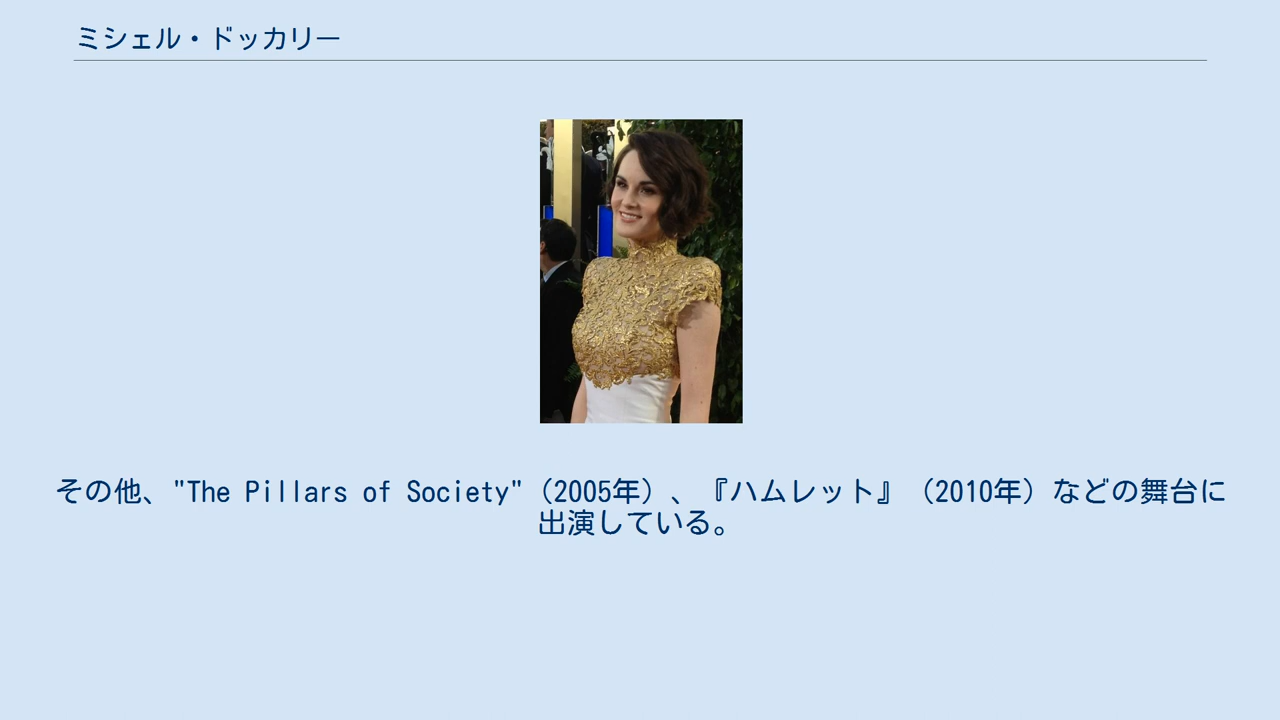 ミシェル・ドッカリー
その他、"The Pillars of Society"（2005年）、『ハムレット』（2010年）などの舞台に
出演している。